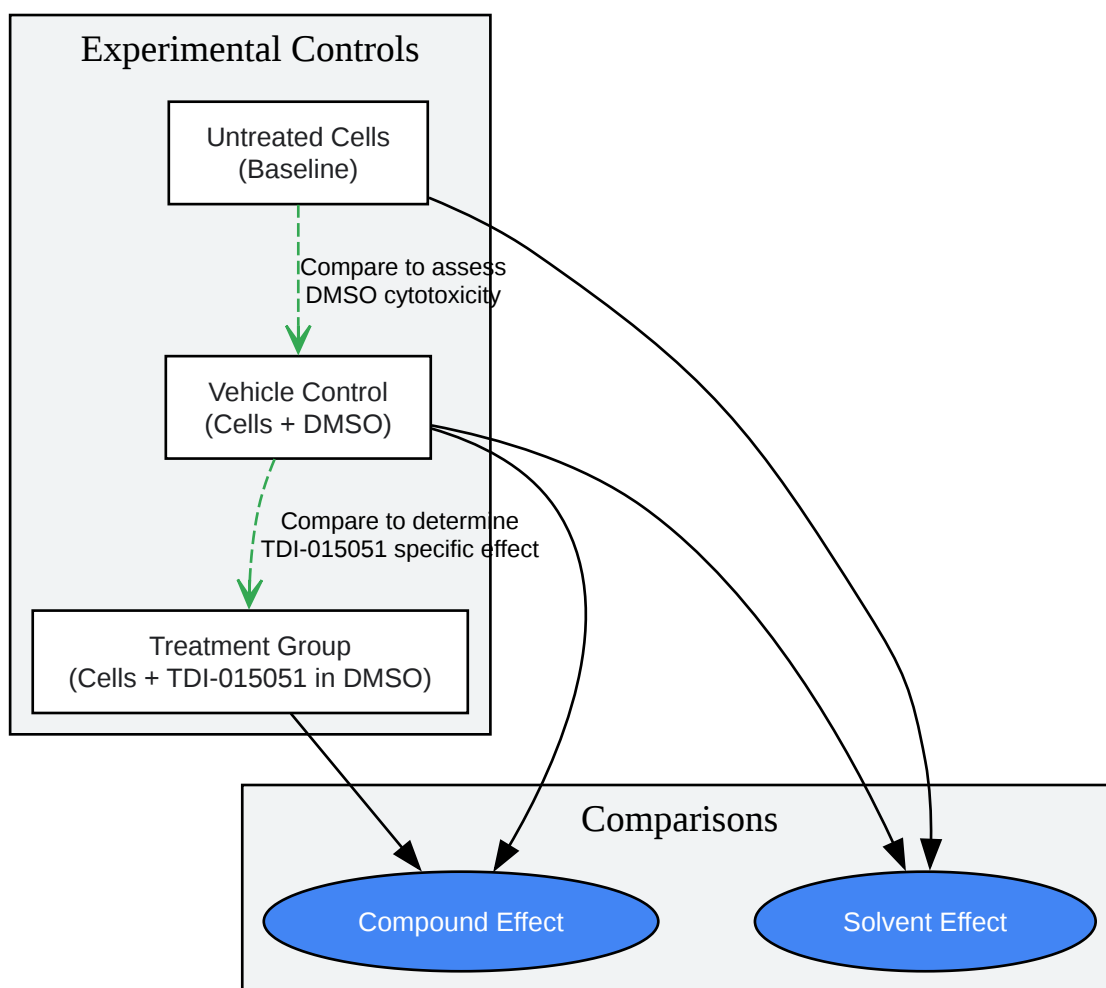 Experimental Controls
Untreated Cells
(Baseline)
Compare to assess
DMSO cytotoxicity
Vehicle Control
(Cells + DMSO)
Compare to determine
TDI-015051 specific effect
Treatment Group
(Cells + TDI-015051 in DMSO)
Comparisons
Compound Effect
Solvent Effect